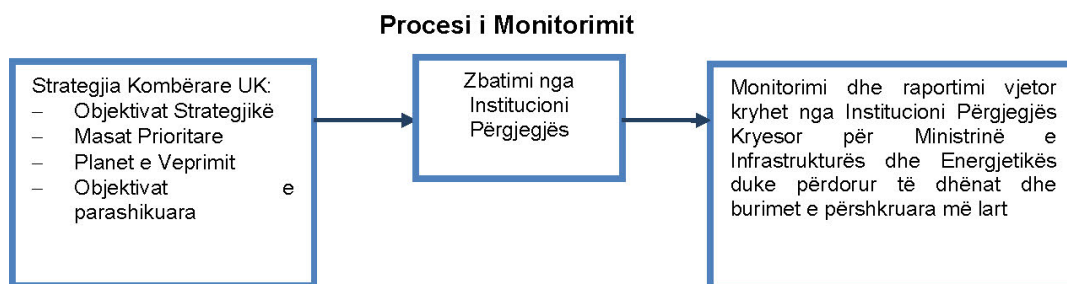 Procesi i Monitorimit
Strategjia Kombërare UK:
– Objektivat Strategjikë
– Masat Prioritare
– Planet e Veprimit
– Objektivat e
parashikuara
Zbatimi nga
Institucioni
Përgjegjës
Monitorimi dhe raportimi vjetor
kryhet nga Institucioni Përgjegjës
Kryesor për Ministrinë e
Infrastrukturës dhe Energjetikës
duke përdorur të dhënat dhe
burimet e përshkruara më lart